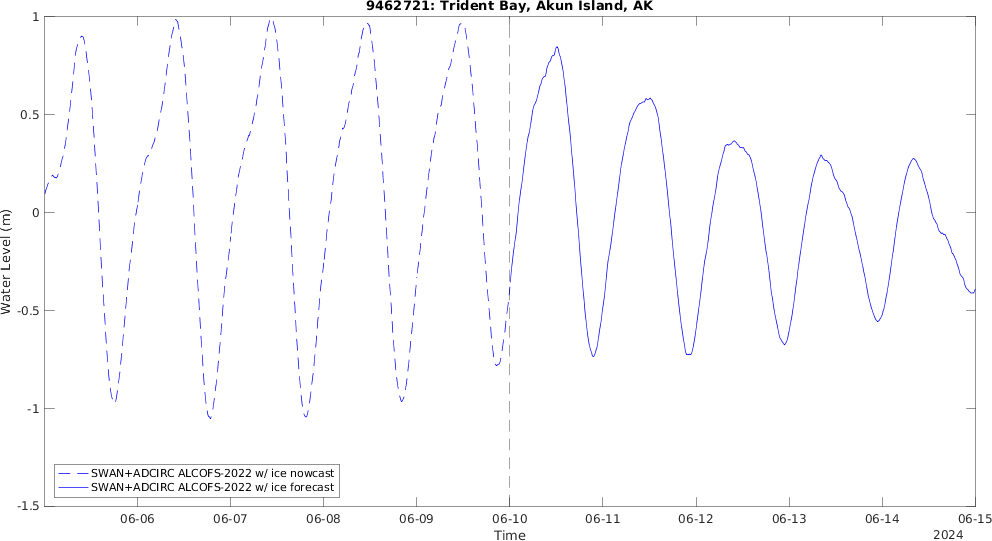 9462721: Trident Bay, Akun Island, AK
Water Level (m)
1
0.5
0
-0.5
-1
-1.5
SWAN+ADCIRC ALCOFS-2022 w/ ice nowcast
SWAN+ADCIRC ALCOFS-2022 w/ ice forecast
06-06 06-07 06-08 06-09 06-10 06-11 06-12 06-13 06-14 06-15
Time
2024